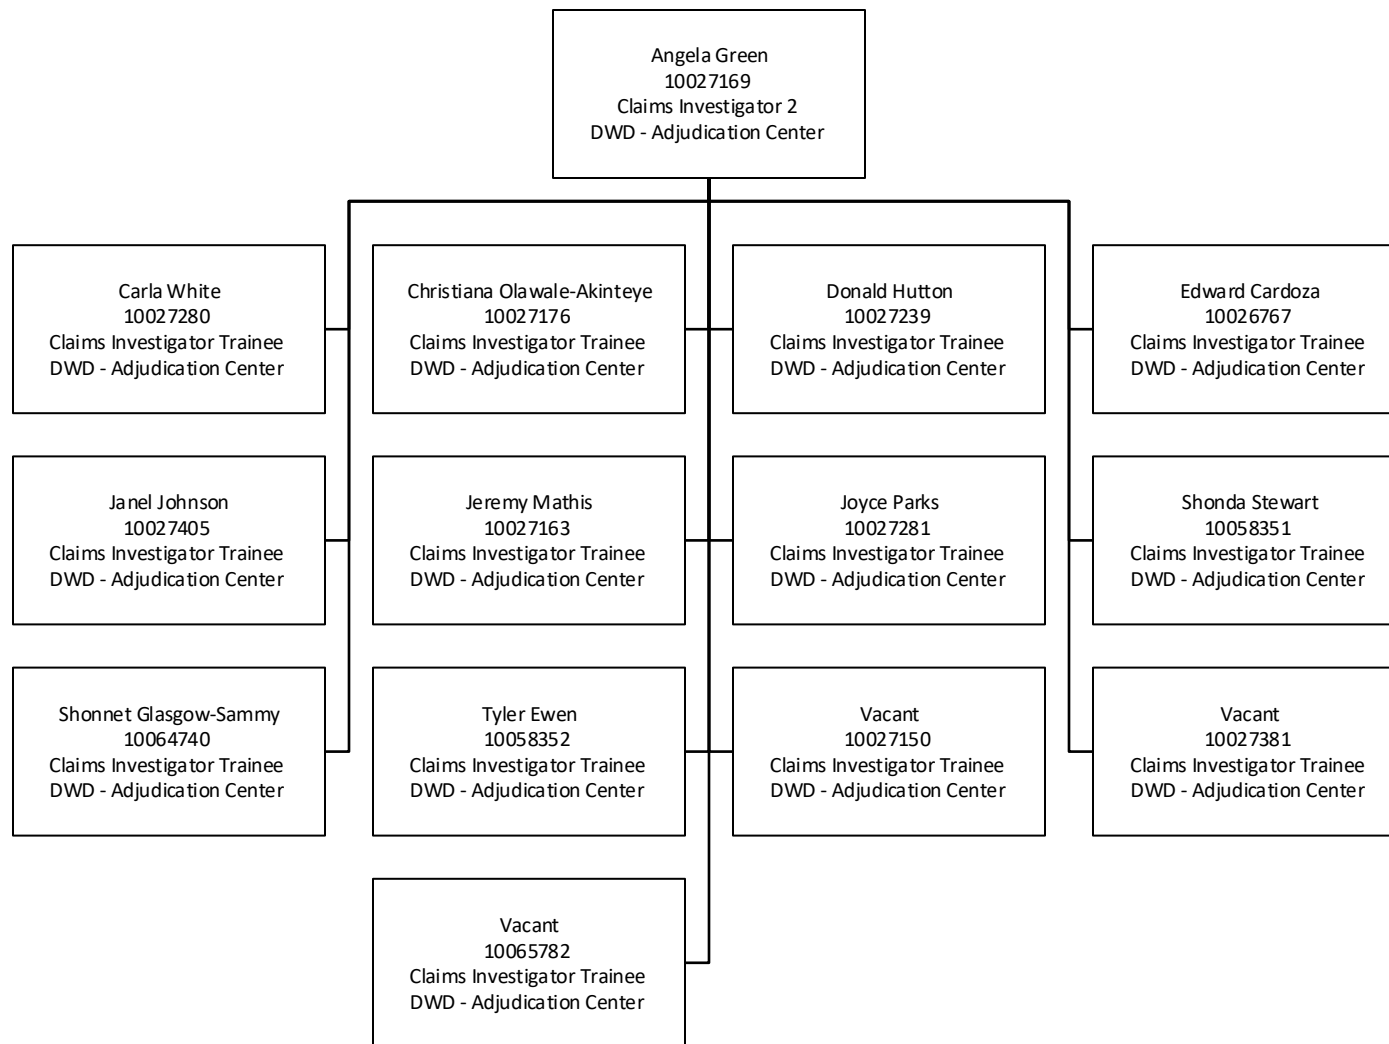 Angela Green
10027169
Claims Investigator 2
DWD - Adjudication Center
Carla White
10027280
Claims Investigator Trainee
DWD - Adjudication Center
Christiana Olawale-Akinteye
10027176
Claims Investigator Trainee
DWD - Adjudication Center
Donald Hutton
10027239
Claims Investigator Trainee
DWD - Adjudication Center
Edward Cardoza
10026767
Claims Investigator Trainee
DWD - Adjudication Center
Janel Johnson
10027405
Claims Investigator Trainee
DWD - Adjudication Center
Jeremy Mathis
10027163
Claims Investigator Trainee
DWD - Adjudication Center
Joyce Parks
10027281
Claims Investigator Trainee
DWD - Adjudication Center
Shonda Stewart
10058351
Claims Investigator Trainee
DWD - Adjudication Center
Shonnet Glasgow-Sammy
10064740
Claims Investigator Trainee
DWD - Adjudication Center
Tyler Ewen
10058352
Claims Investigator Trainee
DWD - Adjudication Center
Vacant
10027150
Claims Investigator Trainee
DWD - Adjudication Center
Vacant
10027381
Claims Investigator Trainee
DWD - Adjudication Center
Vacant
10065782
Claims Investigator Trainee
DWD - Adjudication Center